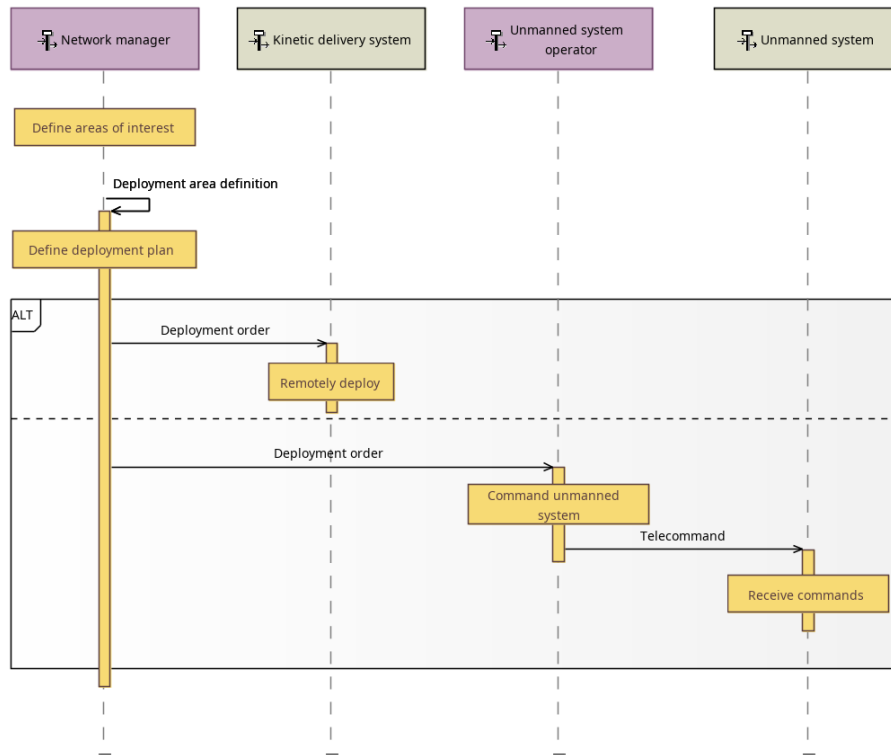 Network manager
Kinetic delivery system
Unmanned system
operator
Unmanned system
Define areas of interest
Deployment area definition
Define deployment plan
ALT
Deployment order
Remotely deploy
Deployment order
Command unmanned
system
Telecommand
Receive commands